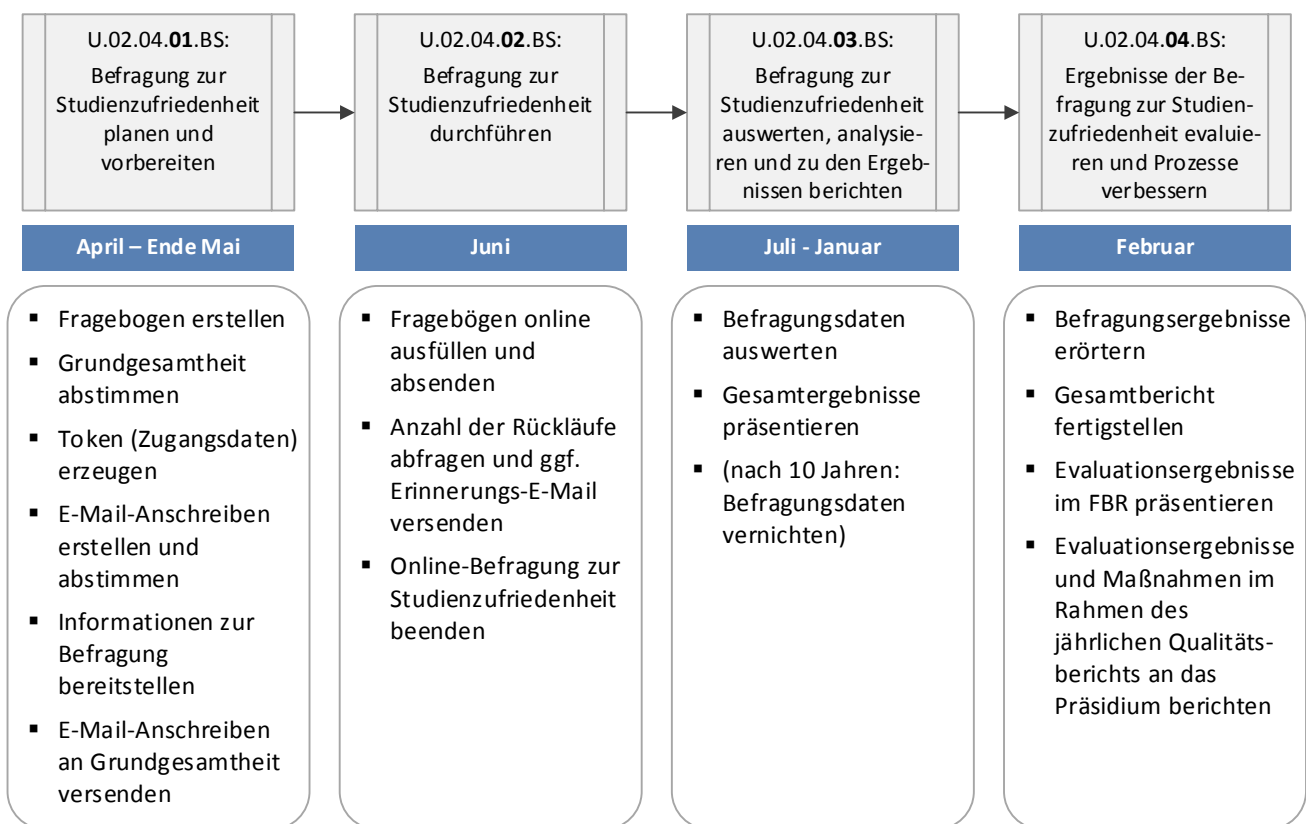 U.02.04.01.BS:
Befragung zur
Studienzufriedenheit
planen und
vorbereiten
U.02.04.02.BS:
Befragung zur
Studienzufriedenheit
durchführen
U.02.04.03.BS:
Befragung zur
Studienzufriedenheit
auswerten, analysie-
ren und zu den Ergeb-
nissen berichten
U.02.04.04.BS:
Ergebnisse der Be-
fragung zur Studien-
zufriedenheit evaluie-
ren und Prozesse
verbessern
April – Ende Mai
Juni
Juli - Januar
Februar
▪ Fragebogen erstellen
▪ Grundgesamtheit
abstimmen
▪ Token (Zugangsdaten)
erzeugen
▪ E-Mail-Anschreiben
erstellen und
abstimmen
▪ Informationen zur
Befragung
bereitstellen
▪ E-Mail-Anschreiben
an Grundgesamtheit
versenden
▪ Fragebögen online
ausfüllen und
absenden
▪ Anzahl der Rückläufe
abfragen und ggf.
Erinnerungs-E-Mail
versenden
▪ Online-Befragung zur
Studienzufriedenheit
beenden
▪ Befragungsdaten
auswerten
▪ Gesamtergebnisse
präsentieren
▪ (nach 10 Jahren:
Befragungsdaten
vernichten)
▪ Befragungsergebnisse
erörtern
▪ Gesamtbericht
fertigstellen
▪ Evaluationsergebnisse
im FBR präsentieren
▪ Evaluationsergebnisse
und Maßnahmen im
Rahmen des
jährlichen Qualitäts-
berichts an das
Präsidium berichten